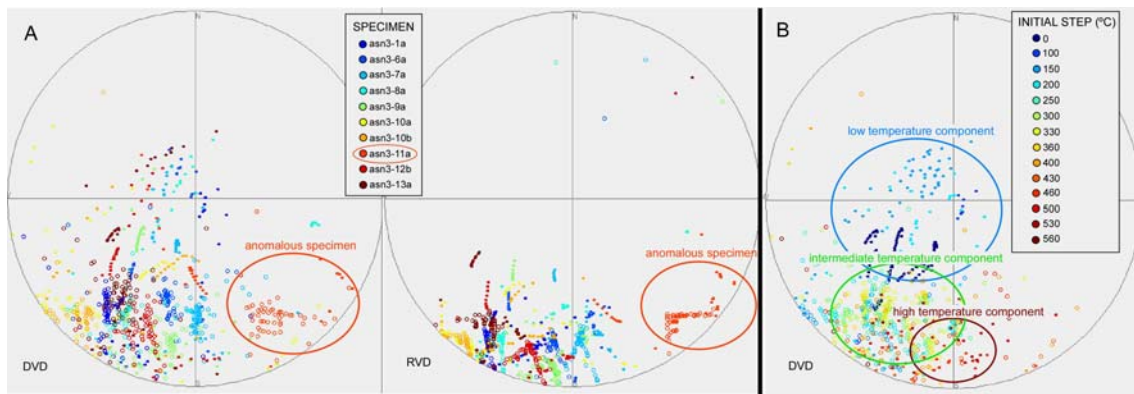 A
SPECIMEN
asn3-1a
asn3-6a
asn3-7a
asn3-8a
asn3-9a
asn3-10a
asn3-10b
asn3-11a
asn3-12b
asn3-13a
N
anomalous specimen
DVD
N
anomalous specimen
RVD
B
INITIAL STEP (ºC)
0
100
150
200
250
300
330
360
400
430
460
500
530
560
N
low temperature component
intermediate temperature component
high temperature component
DVD